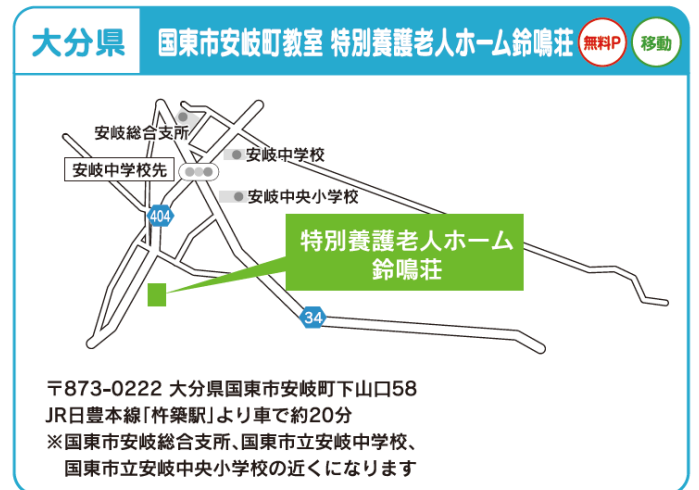 大分県
国東市安岐町教室 特別養護老人ホーム鈴鳴荘
無料P
移動
安岐総合支所
安岐中学校
安岐中学校先
安岐中央小学校
404
特別養護老人ホーム
鈴鳴荘
34
〒873-0222 大分県国東市安岐町下山口58
JR日豊本線「杵築駅」より車で約20分
※国東市安岐総合支所、国東市立安岐中学校、
国東市立安岐中央小学校の近くになります